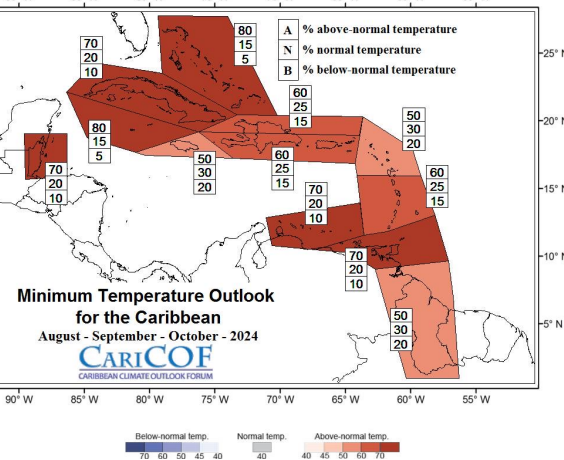 A % above-normal temperature
N % normal temperature
B % below-normal temperature
80
15
5
70
20
10
25° N
60
25
15
50
30
20
20° N
80
15
5
50
30
20
60
25
15
60
25
15
70
20
10
70
20
10
15° N
70
20
10
10° N
50
30
20
5° N
Minimum Temperature Outlook
for the Caribbean
August - September - October - 2024
CARICOF
CARIBBEAN CLIMATE OUTLOOK FORUM
90° W 85° W 80° W 75° W 70° W 65° W 60° W 55° W
Below-normal temp. Normal temp. Above-normal temp.
70 60 50 45 40 40 40 45 50 60 70